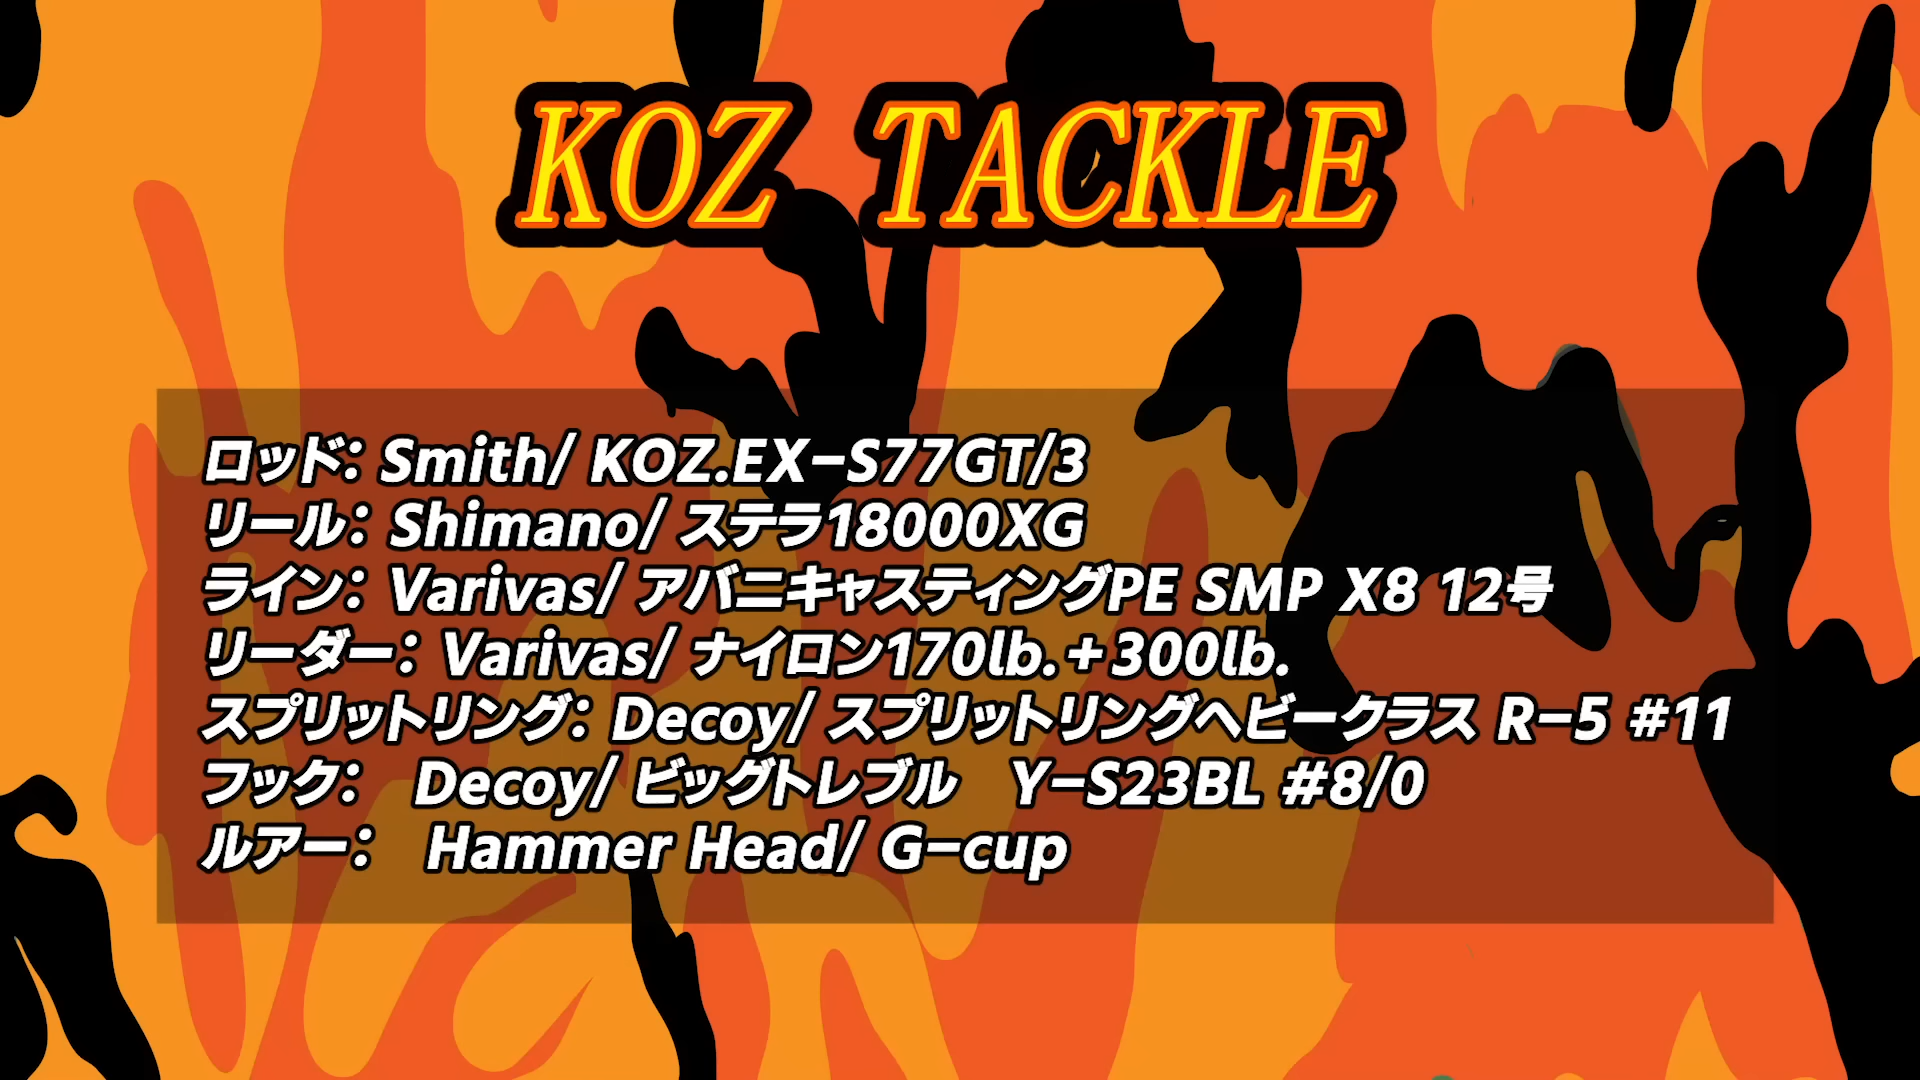 KOZ TACKLE
ロッド： Smith/ KOZ.EX−S77GT/3
リール： Shimano/ ステラ18000XG
ライン： Varivas/ アバニキャスティングPE SMP X8 12号
リーダー： Varivas/ ナイロン170lb.＋300lb.
スプリットリング： Decoy/ スプリットリングヘビークラス R−5 #11
フック：　Decoy/ ビッグトレブル　Y−S23BL #8/0
ルアー：　Hammer Head/ G−cup